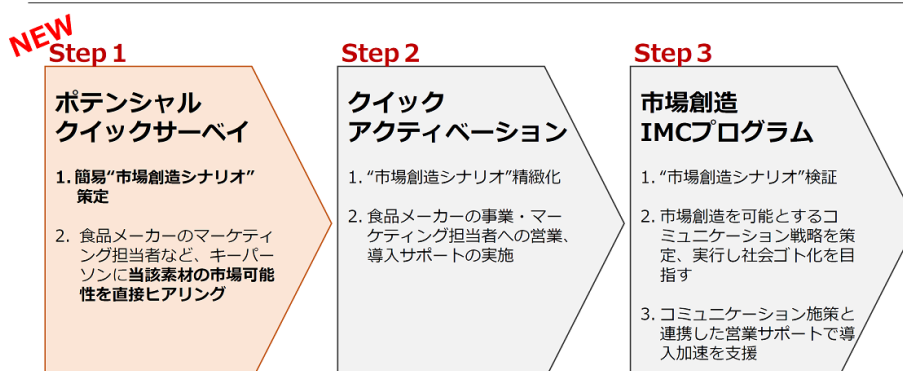 NEW
Step 1
ポテンシャル
クイックサーベイ
1. 簡易“市場創造シナリオ”
策定
2. 食品メーカーのマーケティ
ング担当者など、キーパー
ソンに当該素材の市場可能
性を直接ヒアリング
Step 2
クイック
アクティベーション
1. “市場創造シナリオ”精緻化
2. 食品メーカーの事業・マー
ケティング担当者への営業、
導入サポートの実施
Step 3
市場創造
IMCプログラム
1. “市場創造シナリオ”検証
2. 市場創造を可能とするコ
ミュニケーション戦略を策
定、実行し社会ゴト化を目
指す
3. コミュニケーション施策と
連携した営業サポートで導
入加速を支援